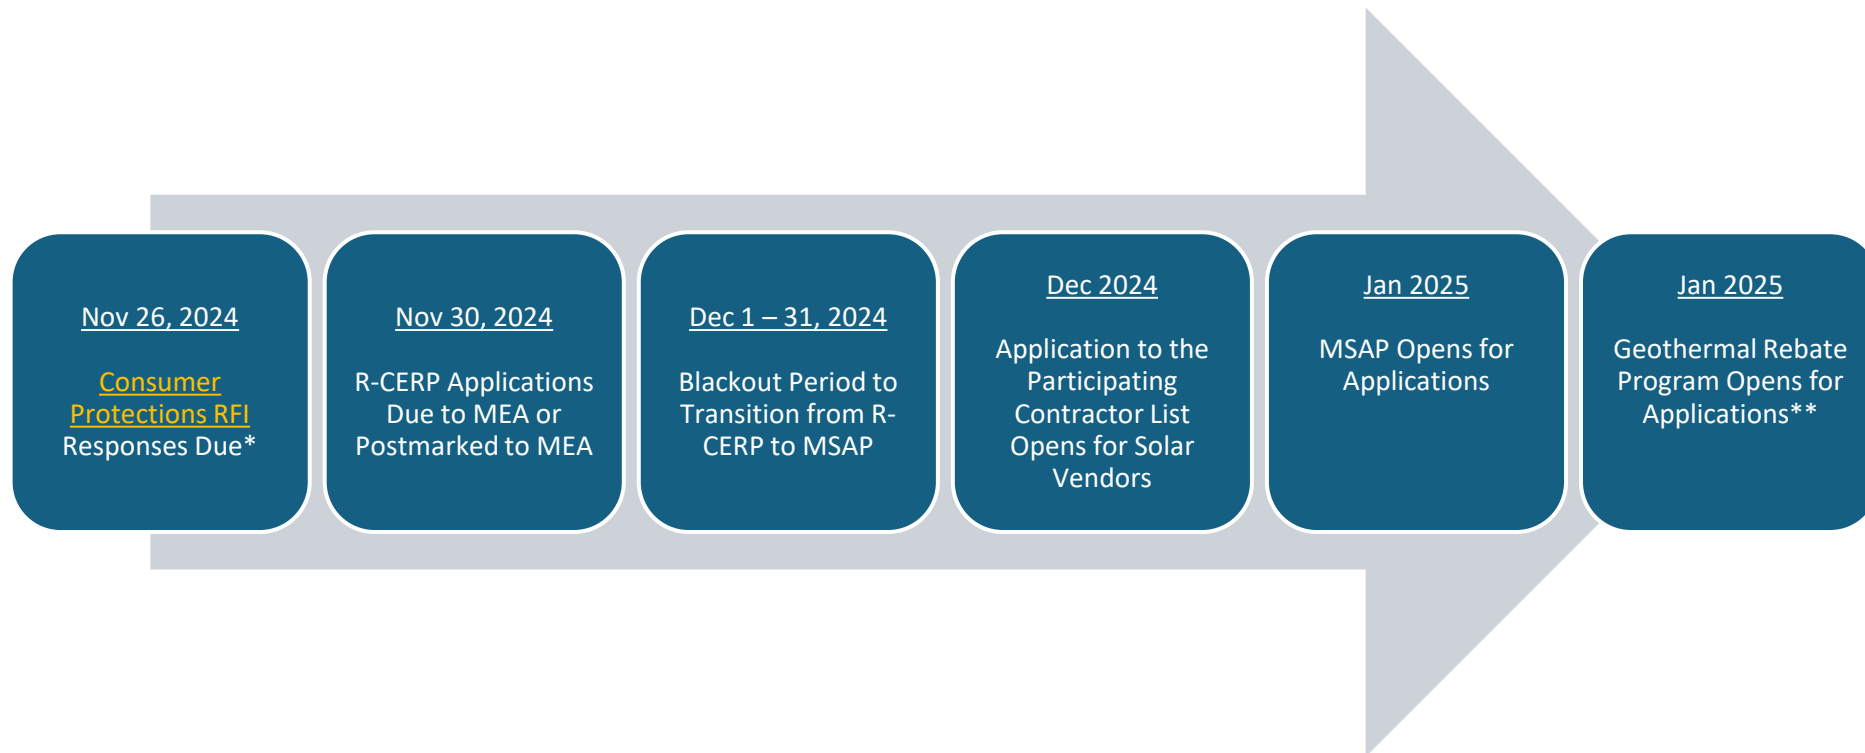 Nov 26, 2024
Consumer
Protections RFI
Responses Due*
Nov 30, 2024
R-CERP Applications
Due to MEA or
Postmarked to MEA
Dec 1 – 31, 2024
Blackout Period to
Transition from R-
CERP to MSAP
Dec 2024
Application to the
Participating
Contractor List
Opens for Solar
Vendors
Jan 2025
MSAP Opens for
Applications
Jan 2025
Geothermal Rebate
Program Opens for
Applications**